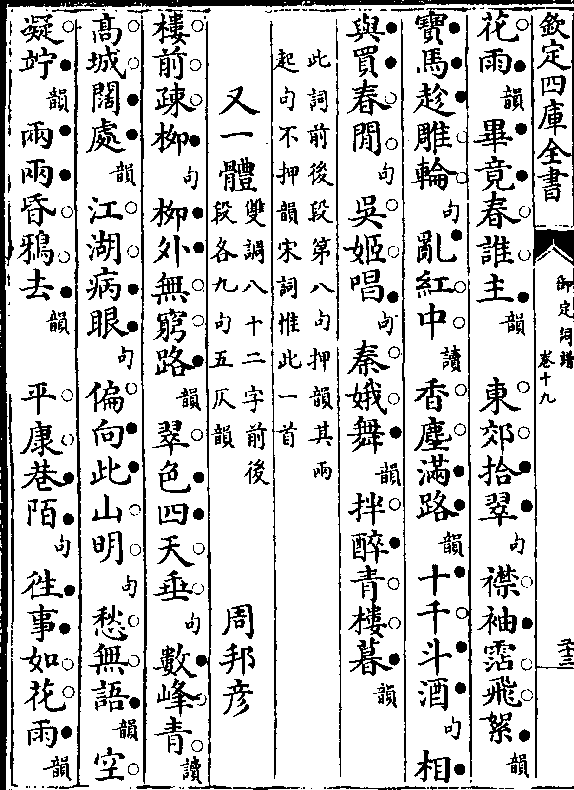 欽定四庫全書
御定詞譜
卷十九
二十三
花雨韻畢竟春誰主韻 東郊拾翠句襟袖霑飛絮韻
寶馬趁雕輪句亂紅中讀香塵滿路韻十千斗酒句相
與買春閒句吳姬唱句秦娥舞韻拌醉青樓暮韻
此詞前後段第八句押韻其兩
起句不押韻宋詞惟此一首
又一體
雙調八十二字前後
段各九句五仄韻
周邦彥
樓前疎柳句柳外無窮路韻翠色四天垂句數峰青讀
高城闊處韻江湖病眼句偏向此山明句愁無語韻空
凝竚韻兩兩昏鴉去韻 平康巷陌句徃事如花雨韻